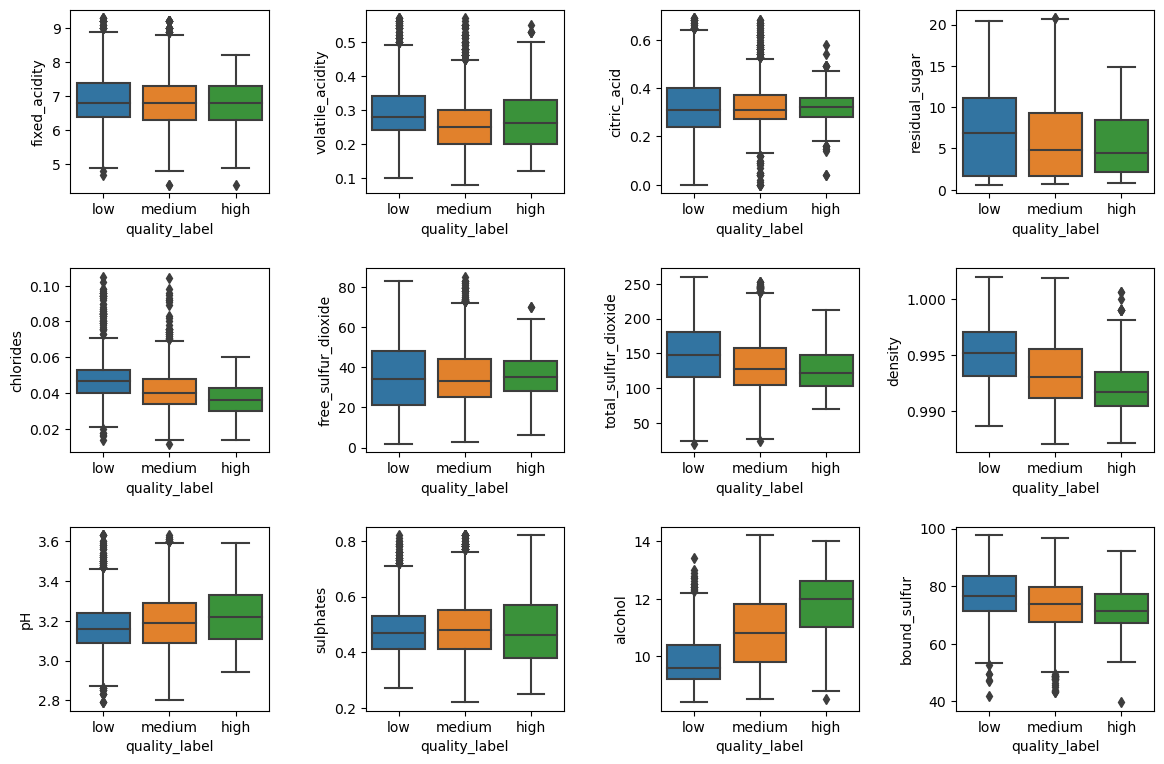 fixed_acidity
9
8
7
6
5
low medium high
quality_label
volatile_acidity
0.5
0.4
0.3
0.2
0.1
low medium high
quality_label
citric_acid
0.6
0.4
0.2
0.0
low medium high
quality_label
residual_sugar
20
15
10
5
0
low medium high
quality_label
chlorides
0.10
0.08
0.06
0.04
0.02
low medium high
quality_label
free_sulfur_dioxide
80
60
40
20
0
low medium high
quality_label
total_sulfur_dioxide
250
200
150
100
50
low medium high
quality_label
density
1.000
0.995
0.990
low medium high
quality_label
pH
3.6
3.4
3.2
3.0
2.8
low medium high
quality_label
sulphates
0.8
0.6
0.4
0.2
low medium high
quality_label
alcohol
14
12
10
low medium high
quality_label
bound_sulfur
100
80
60
40
low medium high
quality_label